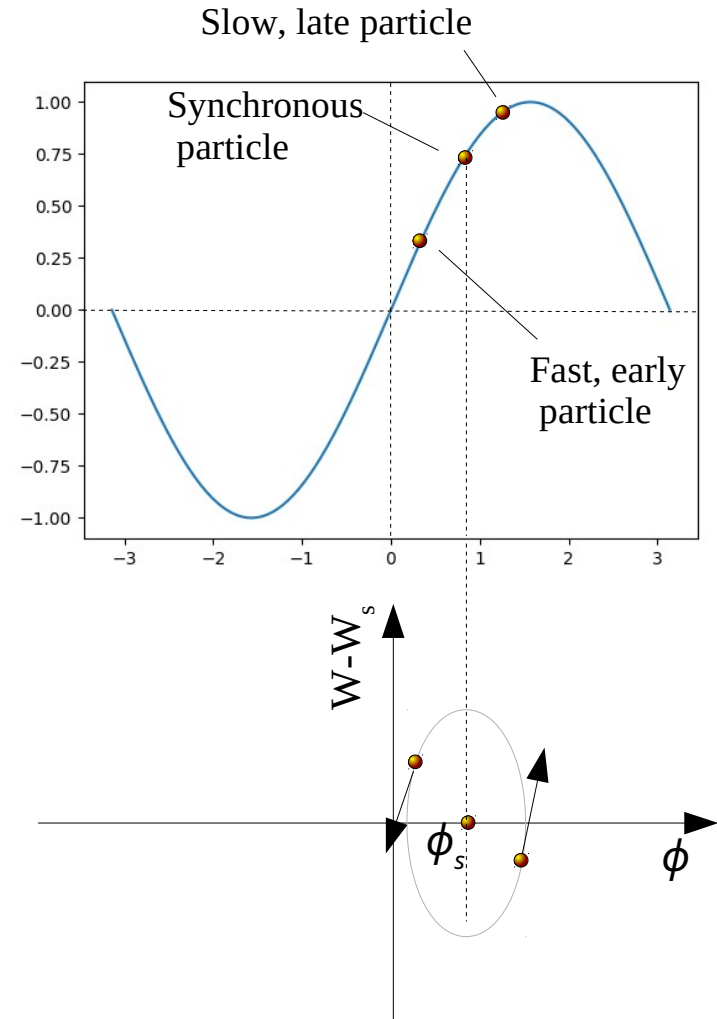 Slow, late particle
Synchronous
particle
1.00
0.75
0.50
0.25
0.00
−0.25
−0.50
−0.75
−1.00
Fast, early
particle
−3
−2
−1
0
1
2
3
W-Ws
ϕs
ϕ